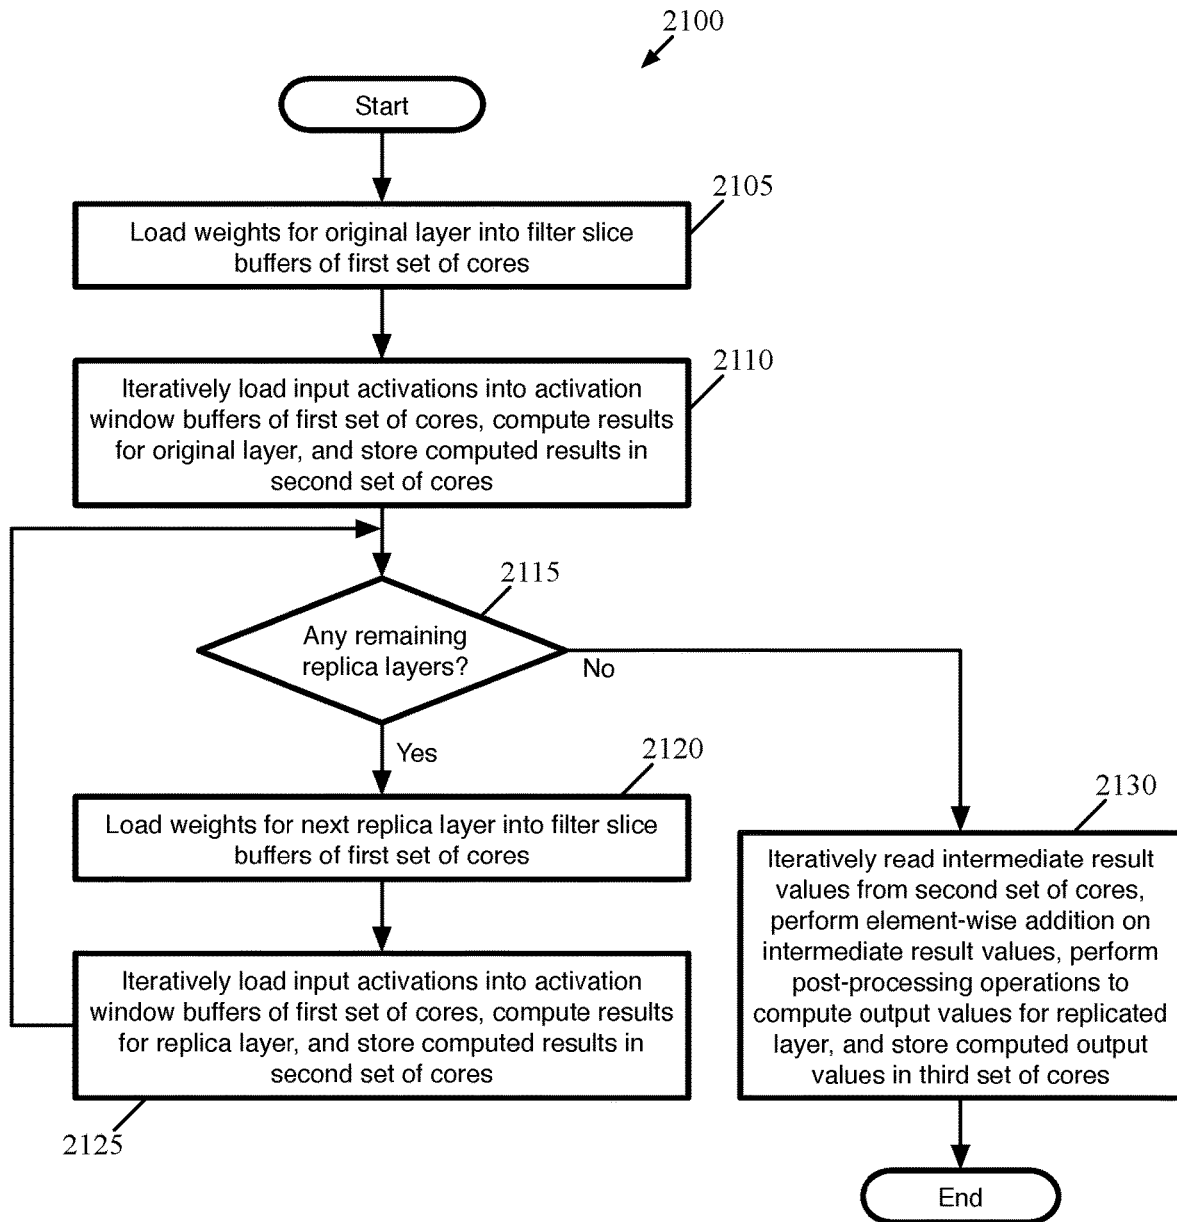 2100
Start
2105
Load weights for original layer into filter slice
buffers of first set of cores
2110
Iteratively load input activations into activation
window buffers of first set of cores, compute results
for original layer, and store computed results in
second set of cores
2115
Any remaining
replica layers?
No
Yes
2120
Load weights for next replica layer into filter slice
buffers of first set of cores
2130
Iteratively read intermediate result
values from second set of cores,
perform element-wise addition on
intermediate result values, perform
post-processing operations to
compute output values for replicated
layer, and store computed output
values in third set of cores
Iteratively load input activations into activation
window buffers of first set of cores, compute results
for replica layer, and store computed results in
second set of cores
2125
End